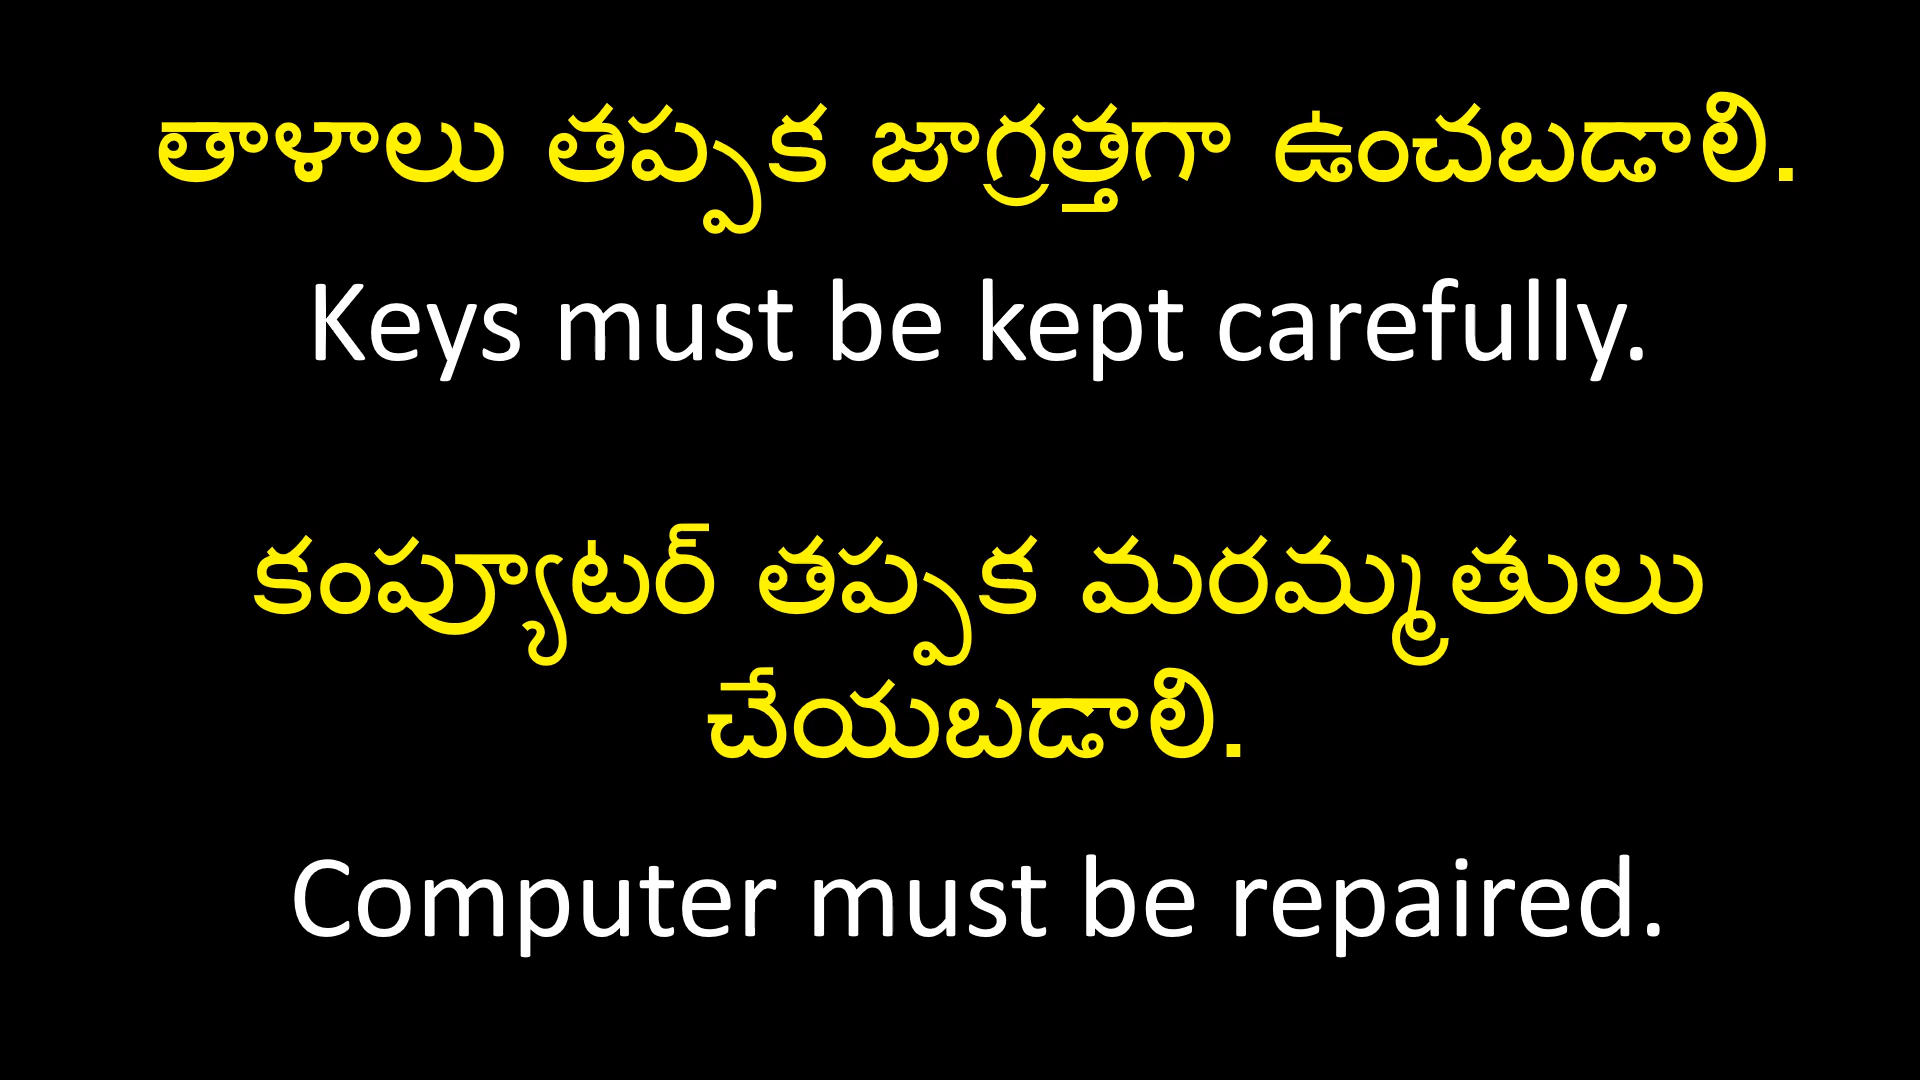 తాళాలు తప్పక జాగ్రత్తగా ఉంచబడాలి.
Keys must be kept carefully.
కంప్యూటర్ తప్పక మరమ్మతులు
చేయబడాలి.
Computer must be repaired.